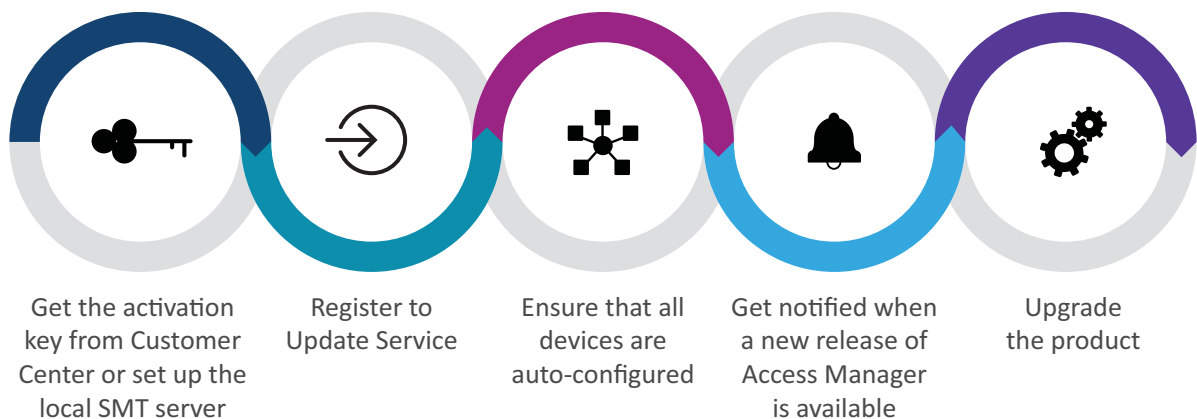 Get the activation
key from Customer
Center or set up the
local SMT server
Register to
Update Service
Ensure that all
devices are
auto-configured
Get notified when
a new release of
Access Manager
is available
Upgrade
the product